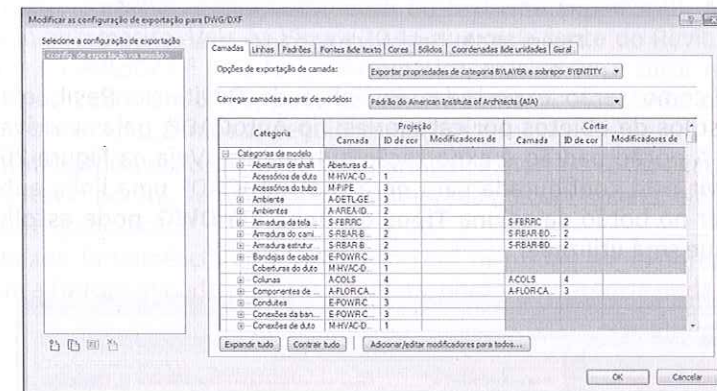 Modificar as configuração de exportação para DWG/DXF
Selecione a configuração de exportação
Camadas Linhas Padrões Fontes &de texto Cores Sólidos Coordenadas &de unidades Geral
Opções de exportação de camada: Exportar propriedades de categoria BYLAYER e sobrepor BYENTITY
Carregar camadas a partir de modelos: Padrão do American Institute of Architects (AIA)
Categoria Projeção Cortar
Camada ID de cor Modificadores de Camada ID de cor Modificadores de
Categorias de modelo
Aberturas de shaft Aberturas d...
Acessórios de duto M-HVAC-D... 1
Acessórios do tubo M-PIPE 3
Ambiente A-DETL-GE... 3
Ambientes A-AREA-ID... 2
Armadura da tela ... S-FBRRC 2 S-FBRRC 2
Armadura do cami... S-RBAR-B... 2 S-RBAR-BD... 2
Armadura estrutur... S-RBAR-B... 2 S-RBAR-BD... 2
Bandejas de cabos E-POWR-C... 3
Coberturas do duto M-HVAC-D... 1
Colunas A-COLS 4 A-COLS 4
Componentes de ... A-FLOR-CA... 3 A-FLOR-CA... 3
Condutes E-POWR-C... 3
Conexões da ban... E-POWR-C... 3
Conexões de duto M-HVAC-D... 1
Expandir tudo Contrair tudo Adicionar/editar modificadores para todos...
OK Cancelar